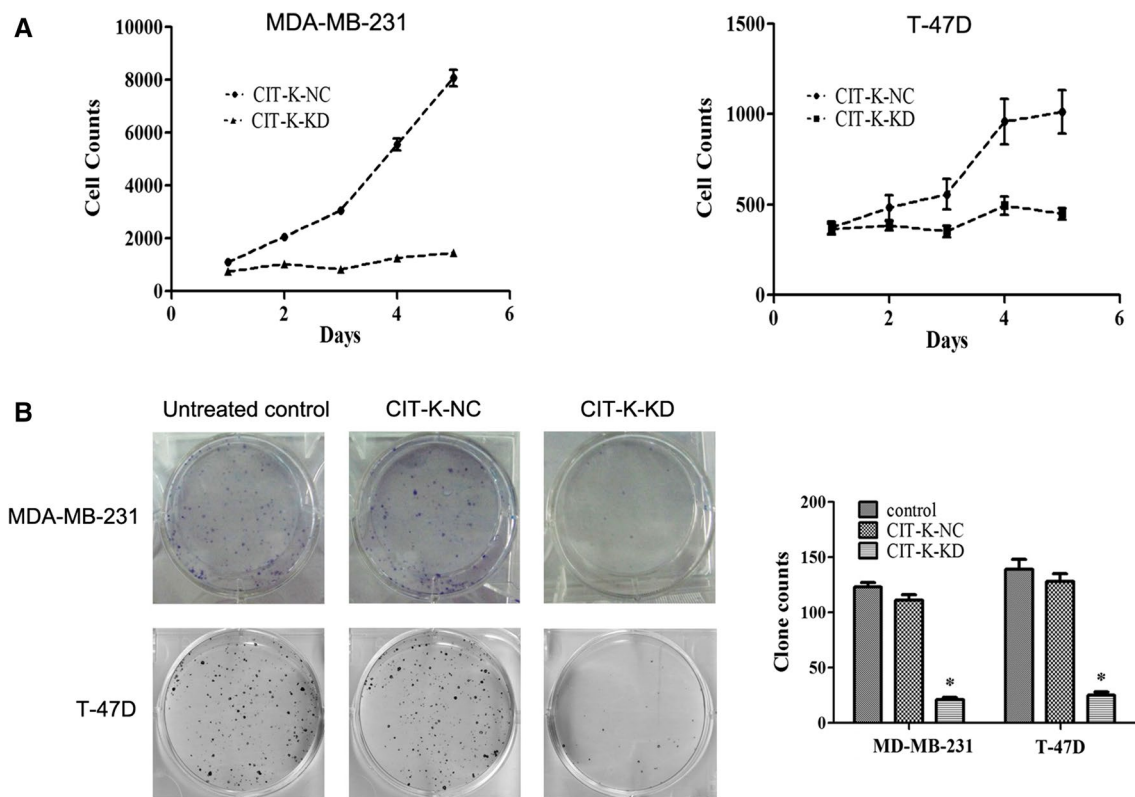 A
MDA-MB-231
Cell Counts
10000
8000
6000
4000
2000
0
CIT-K-NC
CIT-K-KD
0 2 4 6
Days
T-47D
Cell Counts
1500
1000
500
0
CIT-K-NC
CIT-K-KD
0 2 4 6
Days
B
Untreated control CIT-K-NC CIT-K-KD
MDA-MB-231
T-47D
Clone counts
200
150
100
50
0
control
CIT-K-NC
CIT-K-KD
* *
MD-MB-231 T-47D